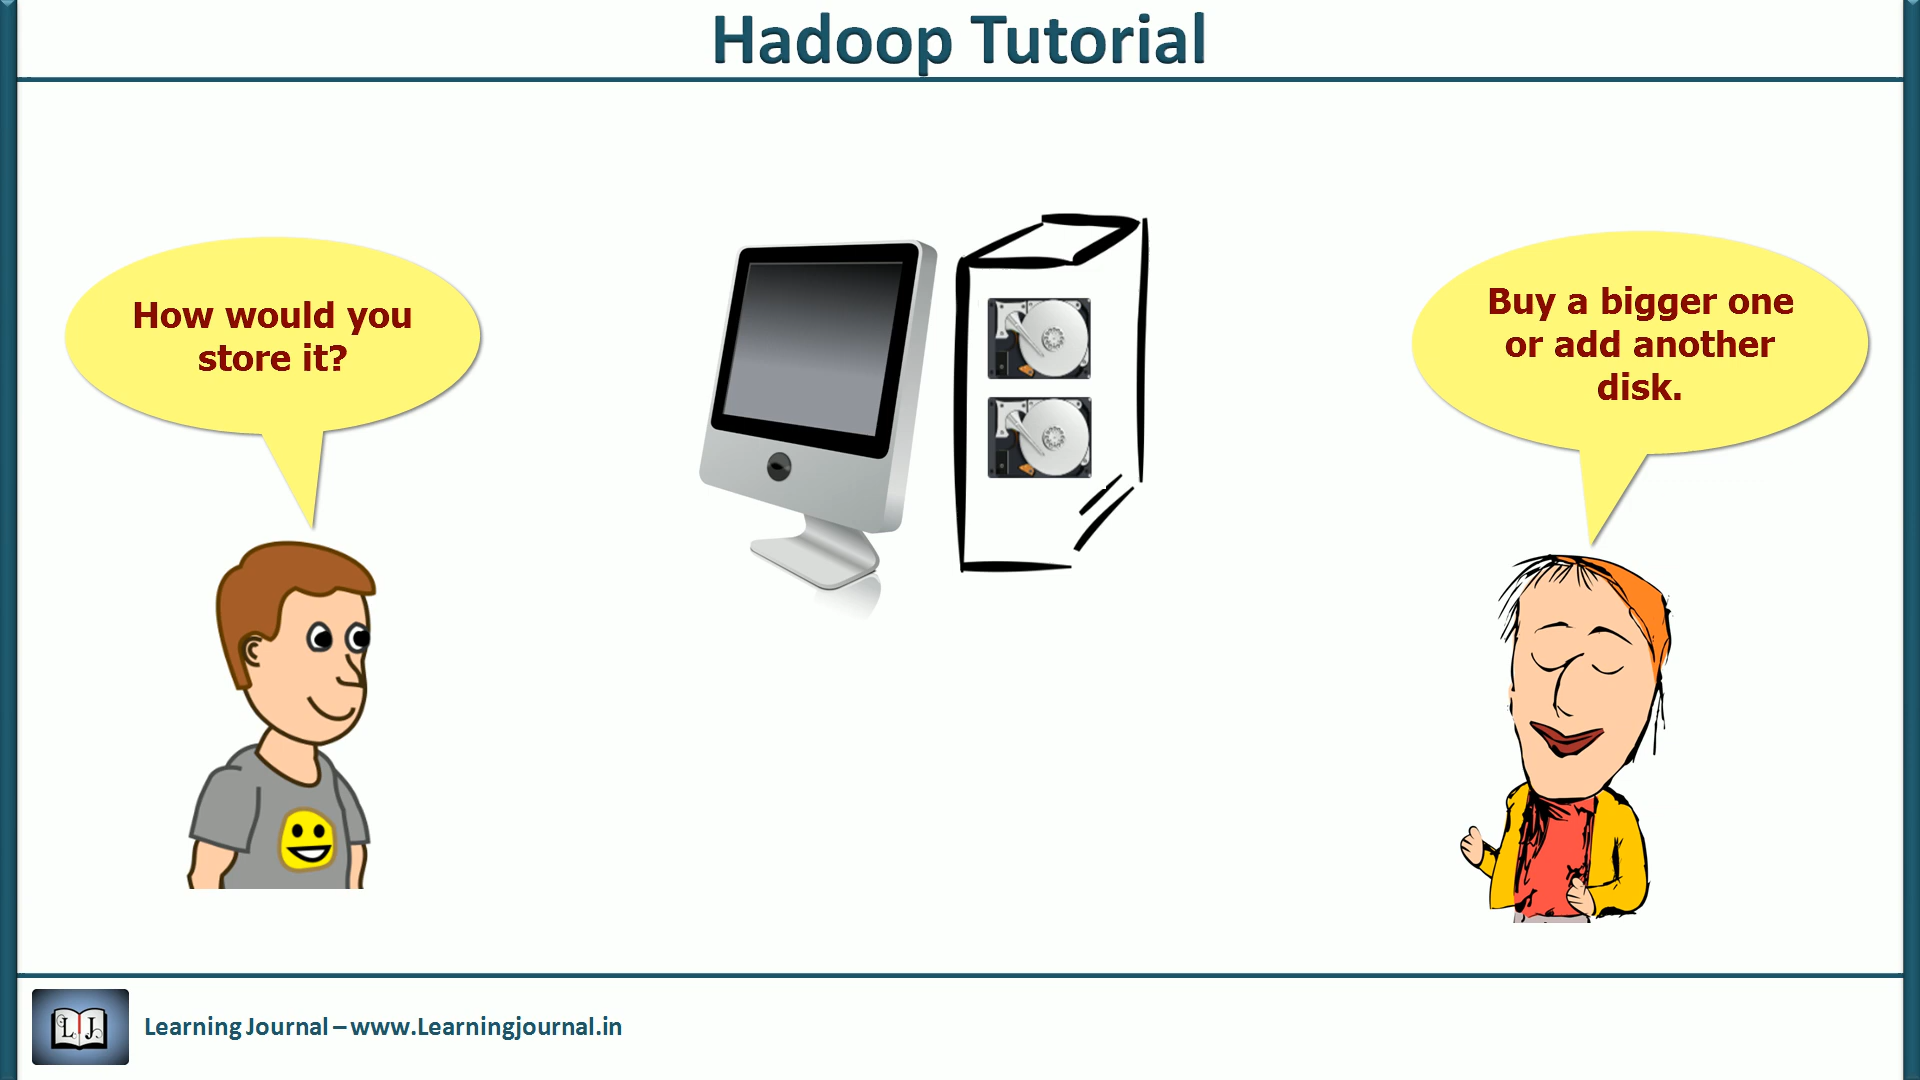 Hadoop Tutorial
How would you
store it?
Buy a bigger one
or add another
disk.
L J
Learning Journal – www.Learningjournal.in